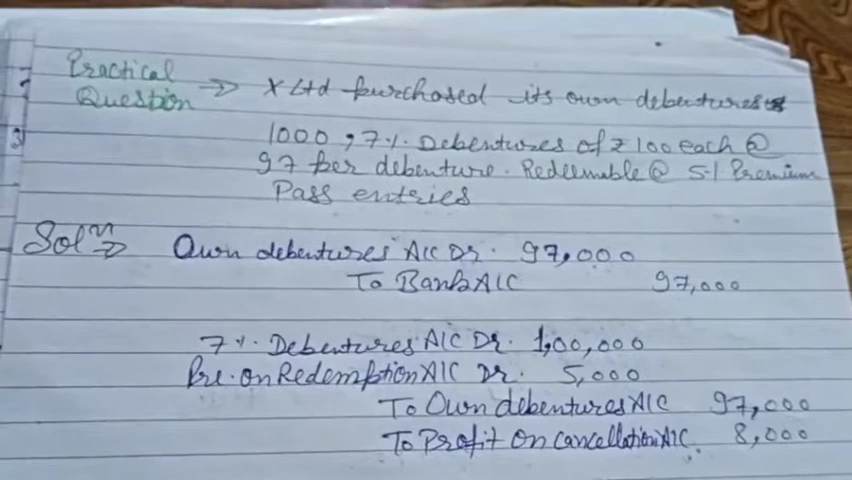 Practical
Question → X Ltd purchased its own debentures
1000, 7% Debentures of ₹100 each @
97 per debenture. Redeemable @ 5% Premium
Pass entries
Solⁿ ⇒ Own debentures A/C Dr. 97,000
To Bank A/C 97,000
7% Debentures A/C Dr. 1,00,000
Pre. on Redemption A/C Dr. 5,000
To Own debentures A/C 97,000
To Profit on Cancellation A/C. 8,000